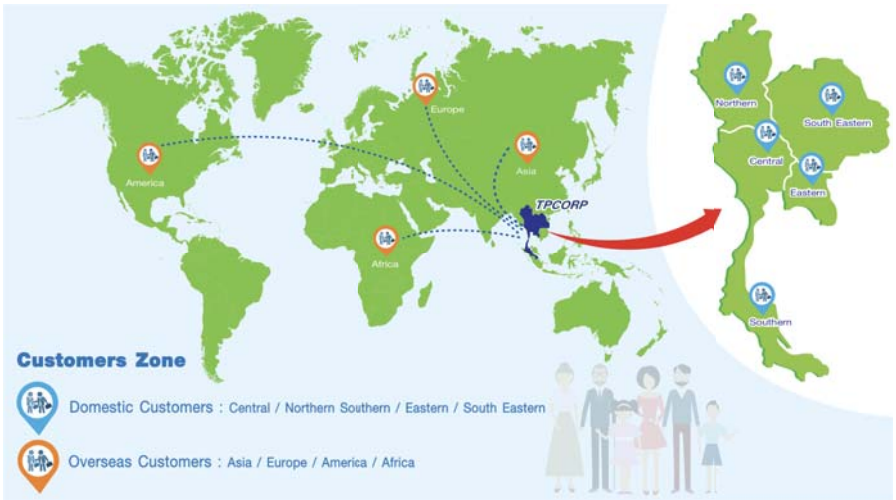 Europe
America
Asia
Africa
TPCORP
Northern
South Eastern
Central
Eastern
Southern
Customers Zone
Domestic Customers : Central / Northern Southern / Eastern / South Eastern
Overseas Customers : Asia / Europe / America / Africa